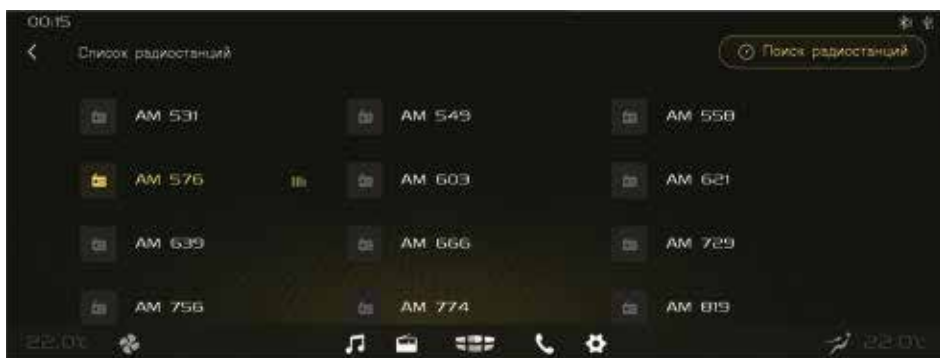 00:15
Список радиостанций
Поиск радиостанций
AM 531 AM 549 AM 558
AM 576 AM 603 AM 621
AM 639 AM 666 AM 729
AM 756 AM 774 AM 819
22.0℃ 22.0℃